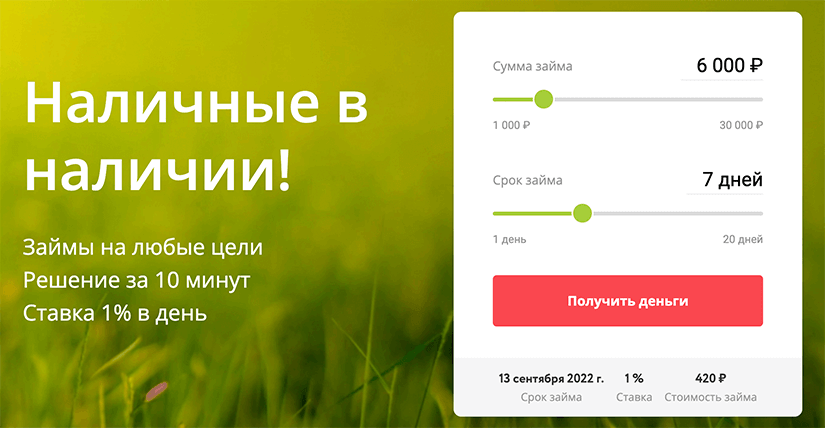 Наличные в
наличии!
Займы на любые цели
Решение за 10 минут
Ставка 1% в день
Сумма займа 6 000 ₽
1 000 ₽ 30 000 ₽
Срок займа 7 дней
1 день 20 дней
Получить деньги
13 сентября 2022 г. 1 % 420 ₽
Срок займа Ставка Стоимость займа